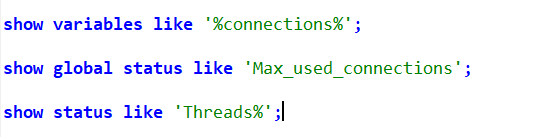 show variables like '%connections%';
show global status like 'Max_used_connections';
show status like 'Threads%';